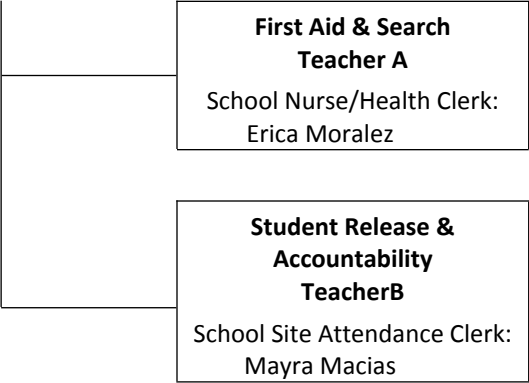 First Aid & Search
Teacher A
School Nurse/Health Clerk:
Erica Moralez
Student Release &
Accountability
TeacherB
School Site Attendance Clerk:
Mayra Macias